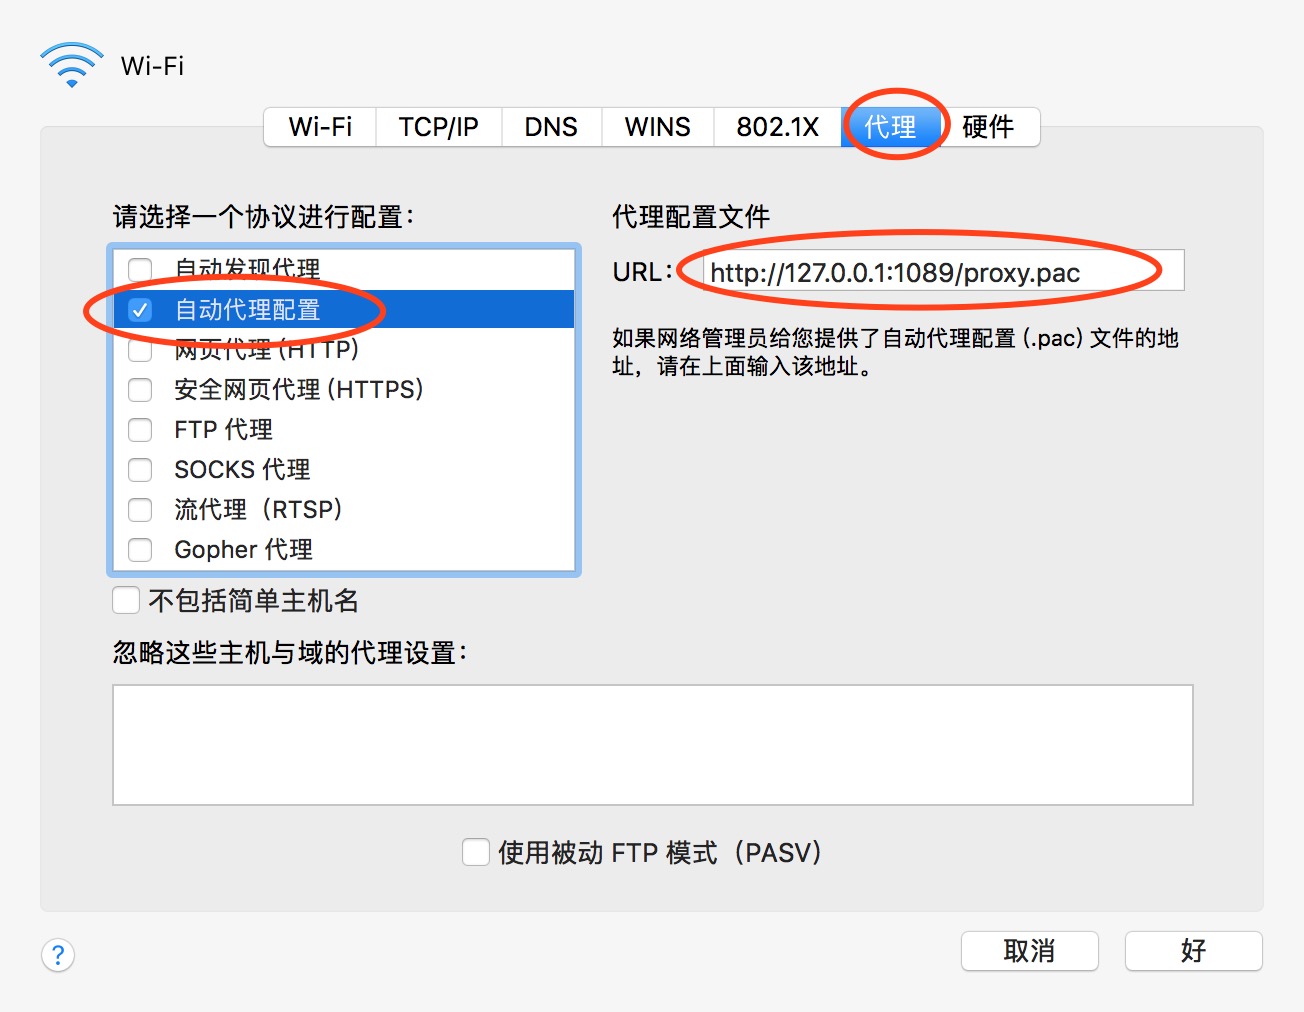 Wi-Fi
Wi-Fi TCP/IP DNS WINS 802.1X 代理 硬件
请选择一个协议进行配置：
自动发现代理
自动代理配置
网页代理 (HTTP)
安全网页代理 (HTTPS)
FTP 代理
SOCKS 代理
流代理（RTSP）
Gopher 代理
不包括简单主机名
代理配置文件
URL： http://127.0.0.1:1089/proxy.pac
如果网络管理员给您提供了自动代理配置 (.pac) 文件的地
址，请在上面输入该地址。
忽略这些主机与域的代理设置：
使用被动 FTP 模式（PASV）
?
取消 好